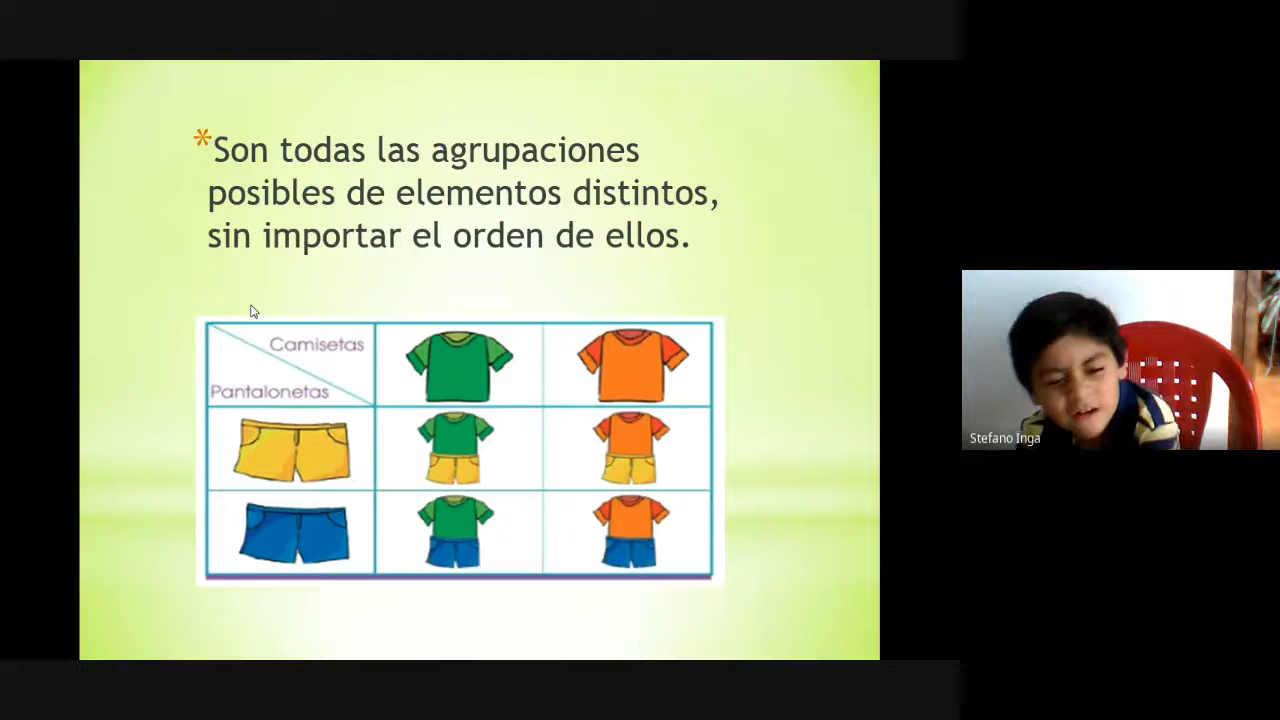 *Son todas las agrupaciones
posibles de elementos distintos,
sin importar el orden de ellos.
Camisetas
Pantalonetas
Stefano Inga